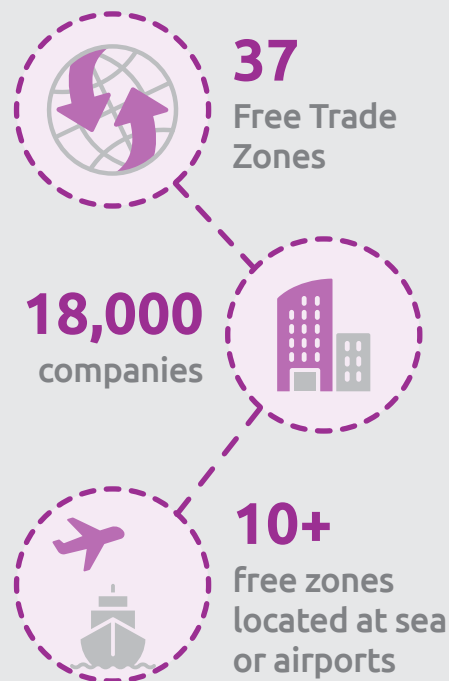 37
Free Trade
Zones
18,000
companies
10+
free zones
located at sea
or airports